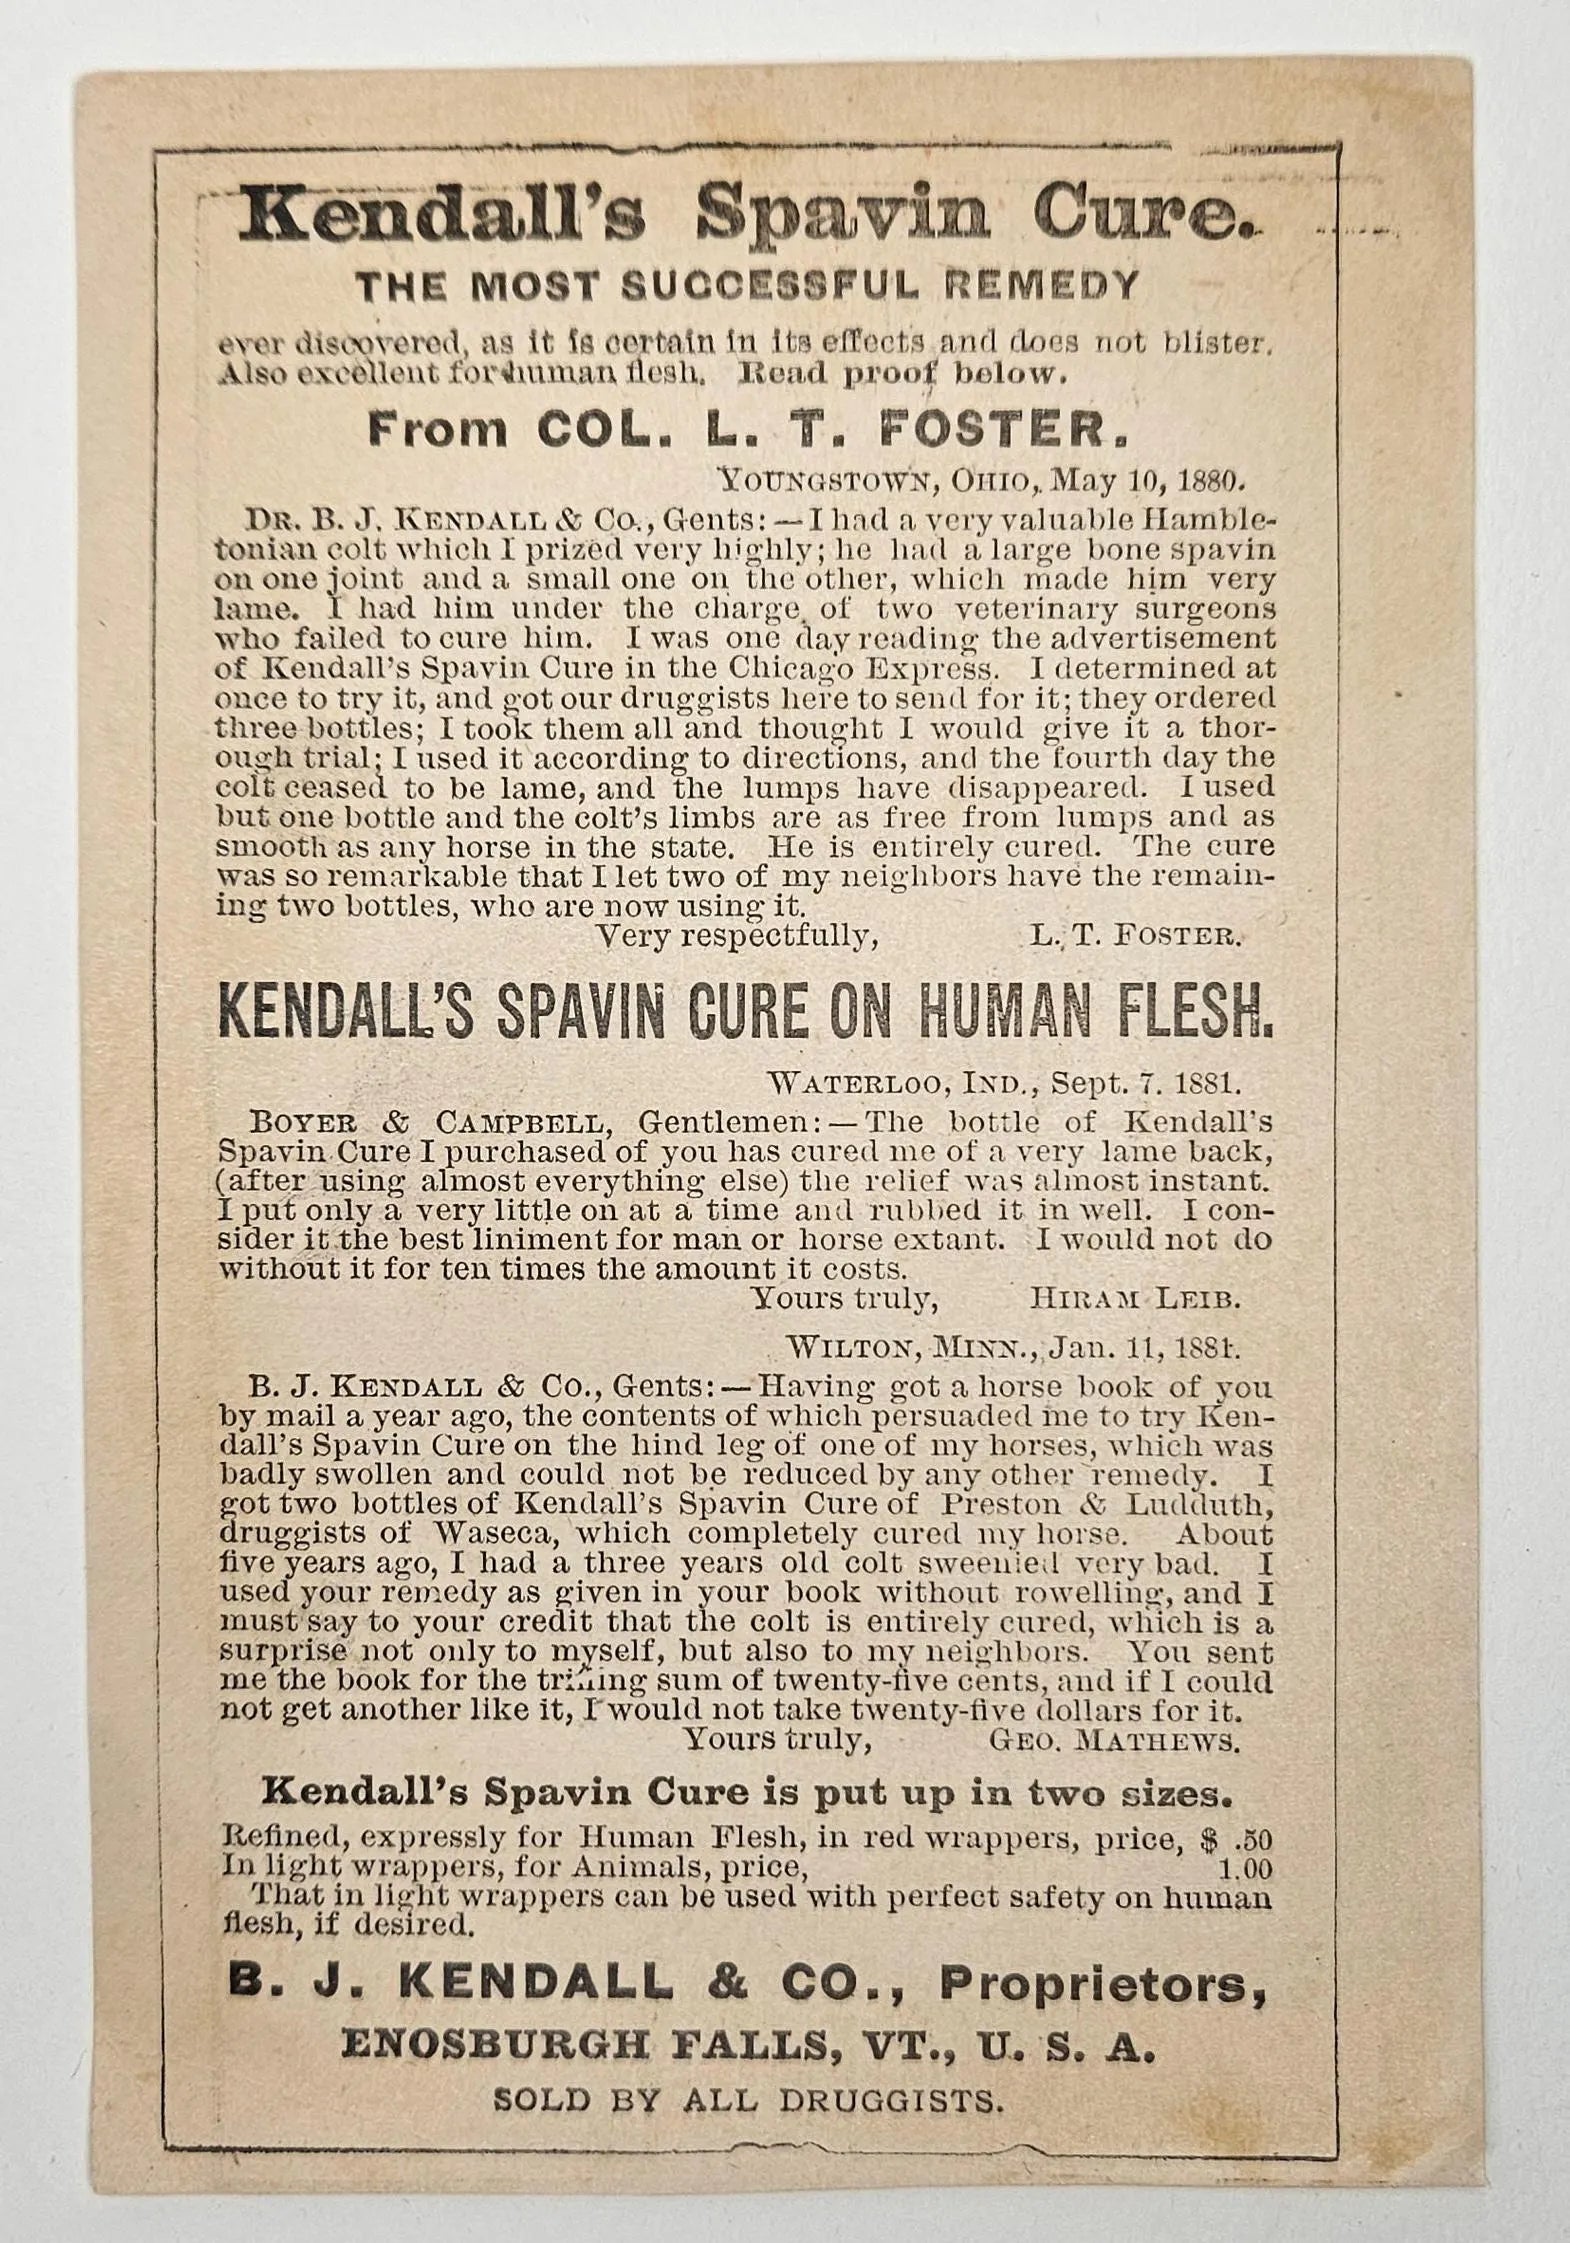 Kendall's Spavin Cure.
THE MOST SUCCESSFUL REMEDY
ever discovered, as it is certain in its effects and does not blister.
Also excellent for human flesh. Read proof below.
From COL. L. T. FOSTER.
YOUNGSTOWN, OHIO, May 10, 1880.
DR. B. J. KENDALL & CO., Gents:—I had a very valuable Hamble-
tonian colt which I prized very highly; he had a large bone spavin
on one joint and a small one on the other, which made him very
lame. I had him under the charge of two veterinary surgeons
who failed to cure him. I was one day reading the advertisement
of Kendall's Spavin Cure in the Chicago Express. I determined at
once to try it, and got our druggists here to send for it; they ordered
three bottles; I took them all and thought I would give it a thor-
ough trial; I used it according to directions, and the fourth day the
colt ceased to be lame, and the lumps have disappeared. I used
but one bottle and the colt's limbs are as free from lumps and as
smooth as any horse in the state. He is entirely cured. The cure
was so remarkable that I let two of my neighbors have the remain-
ing two bottles, who are now using it.
Very respectfully, L. T. FOSTER.
KENDALL'S SPAVIN CURE ON HUMAN FLESH.
WATERLOO, IND., Sept. 7. 1881.
BOYER & CAMPBELL, Gentlemen:—The bottle of Kendall's
Spavin Cure I purchased of you has cured me of a very lame back,
(after using almost everything else) the relief was almost instant.
I put only a very little on at a time and rubbed it in well. I con-
sider it the best liniment for man or horse extant. I would not do
without it for ten times the amount it costs.
Yours truly, HIRAM LEIB.
WILTON, MINN., Jan. 11, 1881.
B. J. KENDALL & CO., Gents:—Having got a horse book of you
by mail a year ago, the contents of which persuaded me to try Ken-
dall's Spavin Cure on the hind leg of one of my horses, which was
badly swollen and could not be reduced by any other remedy. I
got two bottles of Kendall's Spavin Cure of Preston & Ludduth,
druggists of Waseca, which completely cured my horse. About
five years ago, I had a three years old colt sweenied very bad. I
used your remedy as given in your book without rowelling, and I
must say to your credit that the colt is entirely cured, which is a
surprise not only to myself, but also to my neighbors. You sent
me the book for the trifling sum of twenty-five cents, and if I could
not get another like it, I would not take twenty-five dollars for it.
Yours truly, GEO. MATHEWS.
Kendall's Spavin Cure is put up in two sizes.
Refined, expressly for Human Flesh, in red wrappers, price, $ .50
In light wrappers, for Animals, price, 1.00
That in light wrappers can be used with perfect safety on human
flesh, if desired.
B. J. KENDALL & CO., Proprietors,
ENOSBURGH FALLS, VT., U. S. A.
SOLD BY ALL DRUGGISTS.